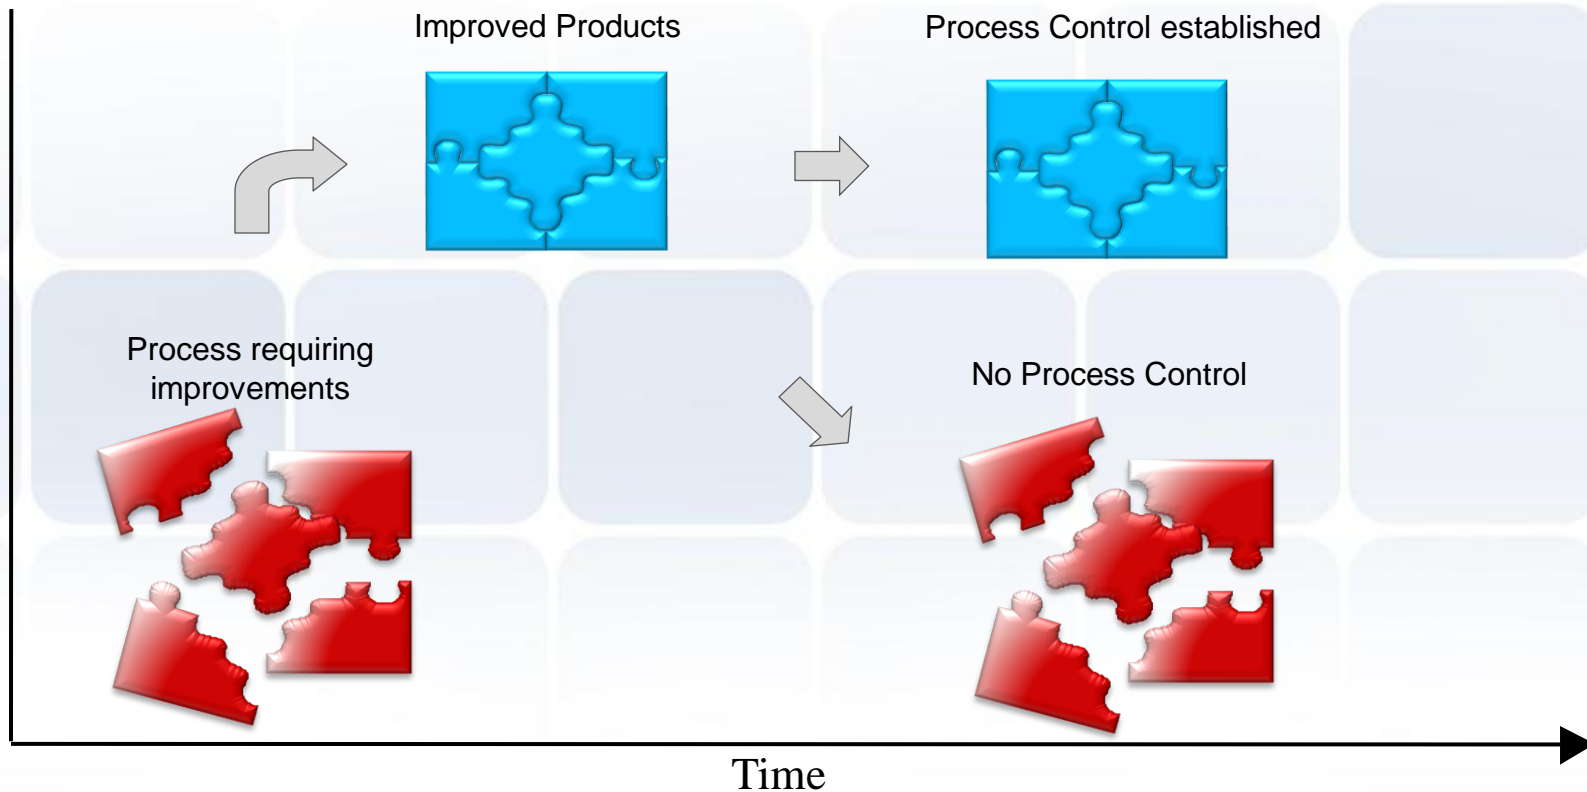 Improved Products
Process Control established
Process requiring
improvements
No Process Control
Time